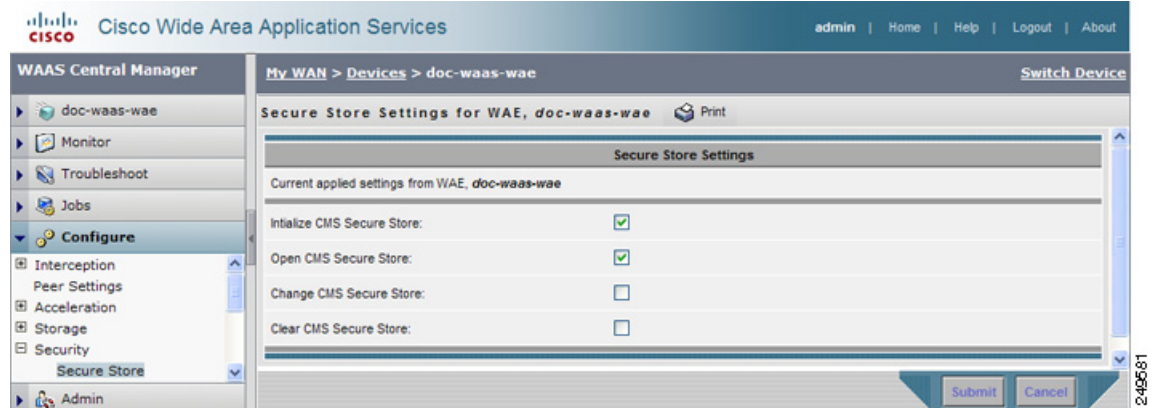 CISCO Cisco Wide Area Application Services admin | Home | Help | Logout | About
WAAS Central Manager
My WAN > Devices > doc-waas-wae Switch Device
doc-waas-wae
Monitor
Troubleshoot
Jobs
Configure
Interception
Peer Settings
Acceleration
Storage
Security
Secure Store
Admin
Secure Store Settings for WAE, doc-waas-wae Print
Secure Store Settings
Current applied settings from WAE, doc-waas-wae
Intialize CMS Secure Store:
Open CMS Secure Store:
Change CMS Secure Store:
Clear CMS Secure Store:
Submit Cancel
249581